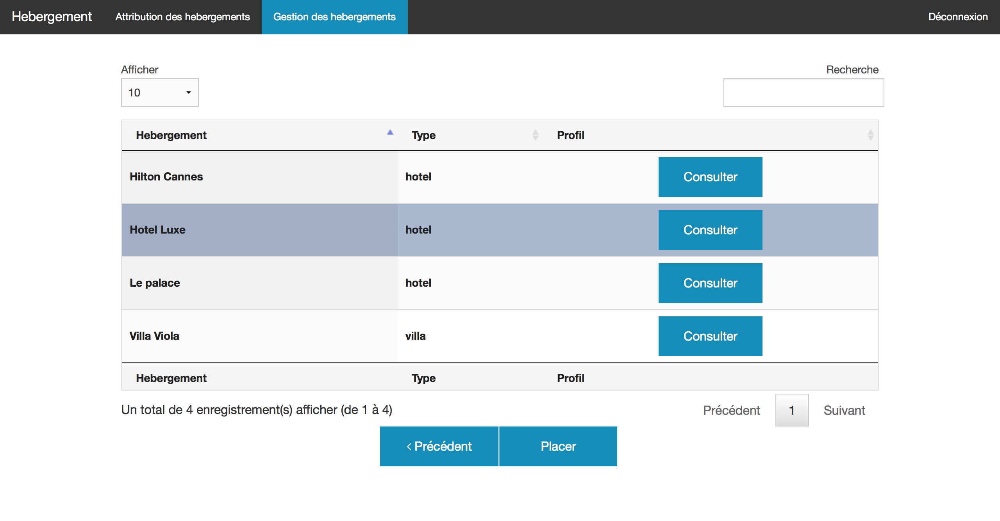 Hebergement Attribution des hebergements Gestion des hebergements Déconnexion
Afficher Recherche
10
Hebergement Type Profil
Hilton Cannes hotel Consulter
Hotel Luxe hotel Consulter
Le palace hotel Consulter
Villa Viola villa Consulter
Hebergement Type Profil
Un total de 4 enregistrement(s) afficher (de 1 à 4) Précédent 1 Suivant
‹ Précédent Placer